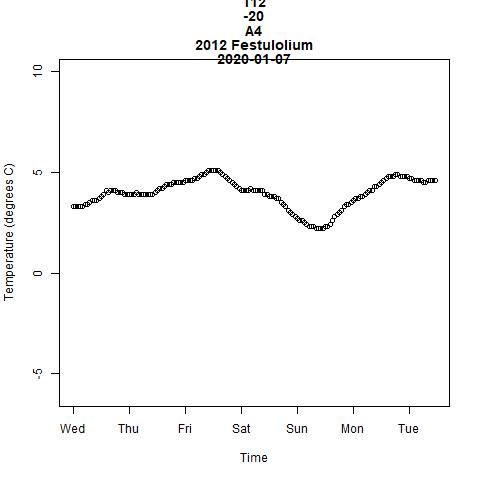 T12
-20
A4
2012 Festulolium
2020-01-07
10
5
0
-5
Temperature (degrees C)
Wed Thu Fri Sat Sun Mon Tue
Time